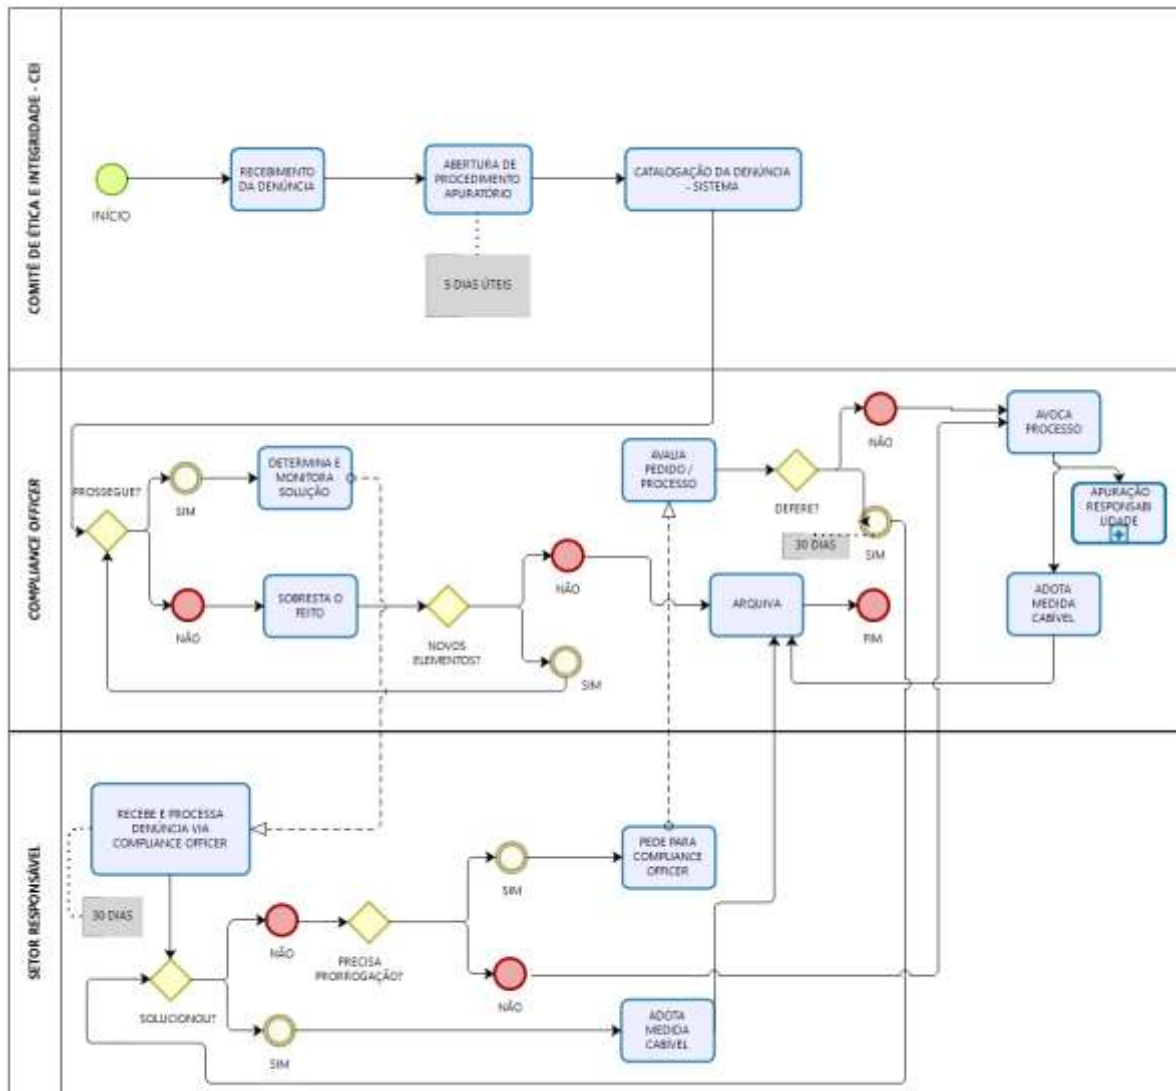 COMITÊ DE ÉTICA E INTEGRIDADE - CEI
INÍCIO
RECEBIMENTO
DA DENÚNCIA
ABERTURA DE
PROCEDIMENTO
APURATÓRIO
5 DIAS ÚTEIS
CATALOGAÇÃO DA DENÚNCIA
- SISTEMA
COMPLIANCE OFFICER
PROSSEGUE?
SIM
DETERMINA E
MONITORA
SOLUÇÃO
NÃO
SOBRESTA O
FEITO
NOVOS
ELEMENTOS?
NÃO
SIM
AVALIA
PEDIDO /
PROCESSO
DEFERE?
NÃO
30 DIAS
SIM
ARQUIVA
FIM
AVOCA
PROCESSO
APURAÇÃO
RESPONSABI
LIDADE
ADOTA
MEDIDA
CABÍVEL
SETOR RESPONSÁVEL
RECEBE E PROCESSA
DENÚNCIA VIA
COMPLIANCE OFFICER
30 DIAS
SOLUCIONOU?
NÃO
SIM
PRECISA
PRORROGAÇÃO?
SIM
NÃO
PEDE PARA
COMPLIANCE
OFFICER
ADOTA
MEDIDA
CABÍVEL